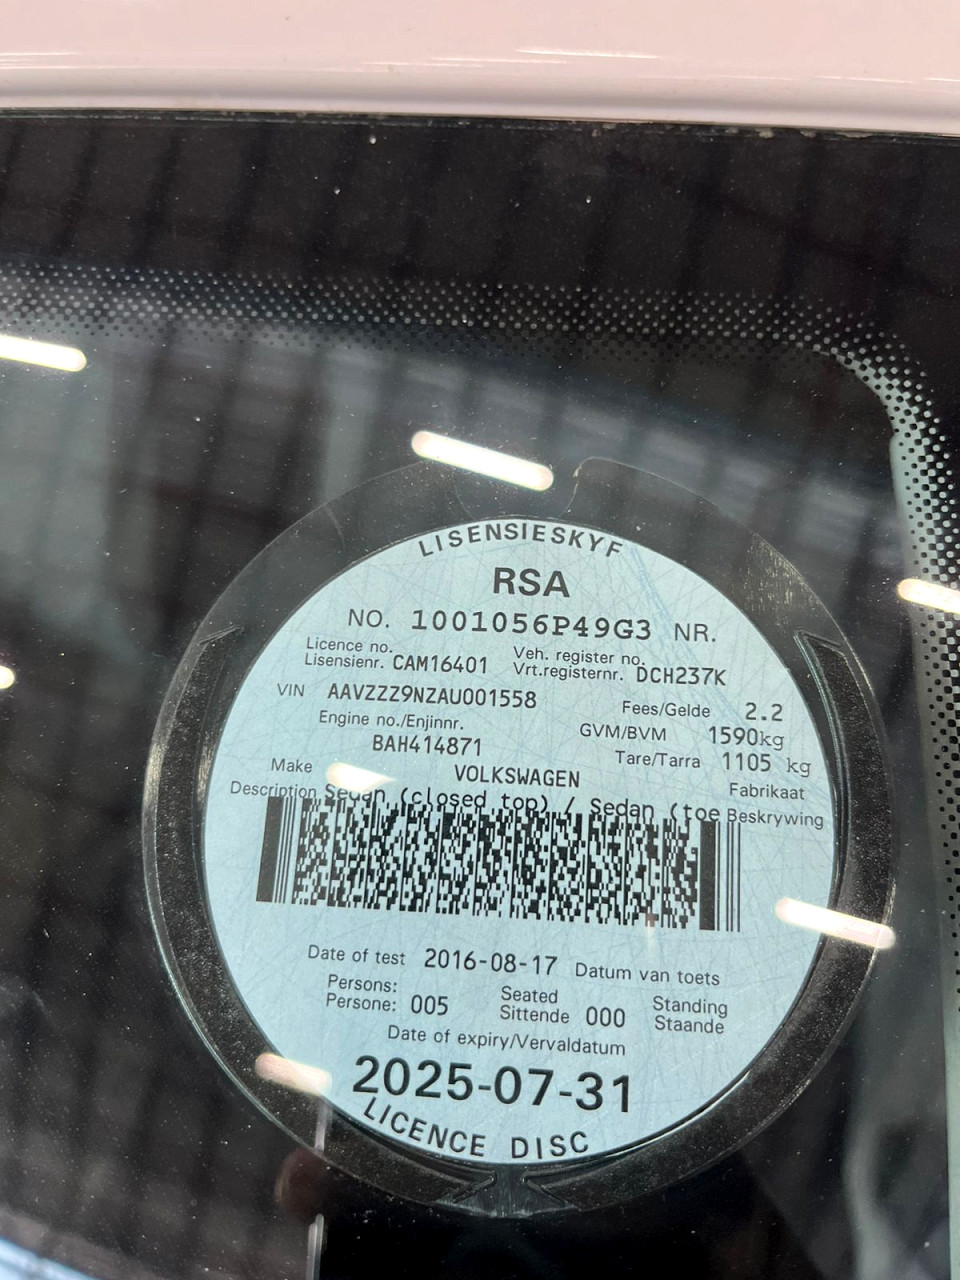 LISENSIESKYF
RSA
NO. 1001056P49G3 NR.
Licence no. Veh. register no.
Lisensienr. CAM16401 Vrt.registernr. DCH237K
VIN AAVZZZ9NZAU001558 Fees/Gelde 2.2
Engine no./Enjinnr. GVM/BVM 1590kg
BAH414871 Tare/Tarra 1105 kg
Make VOLKSWAGEN Fabrikaat
Description Sedan (closed top) / Sedan (toe Beskrywing
Date of test 2016-08-17 Datum van toets
Persons: Seated Standing
Persone: 005 Sittende 000 Staande
Date of expiry/Vervaldatum
2025-07-31
LICENCE DISC